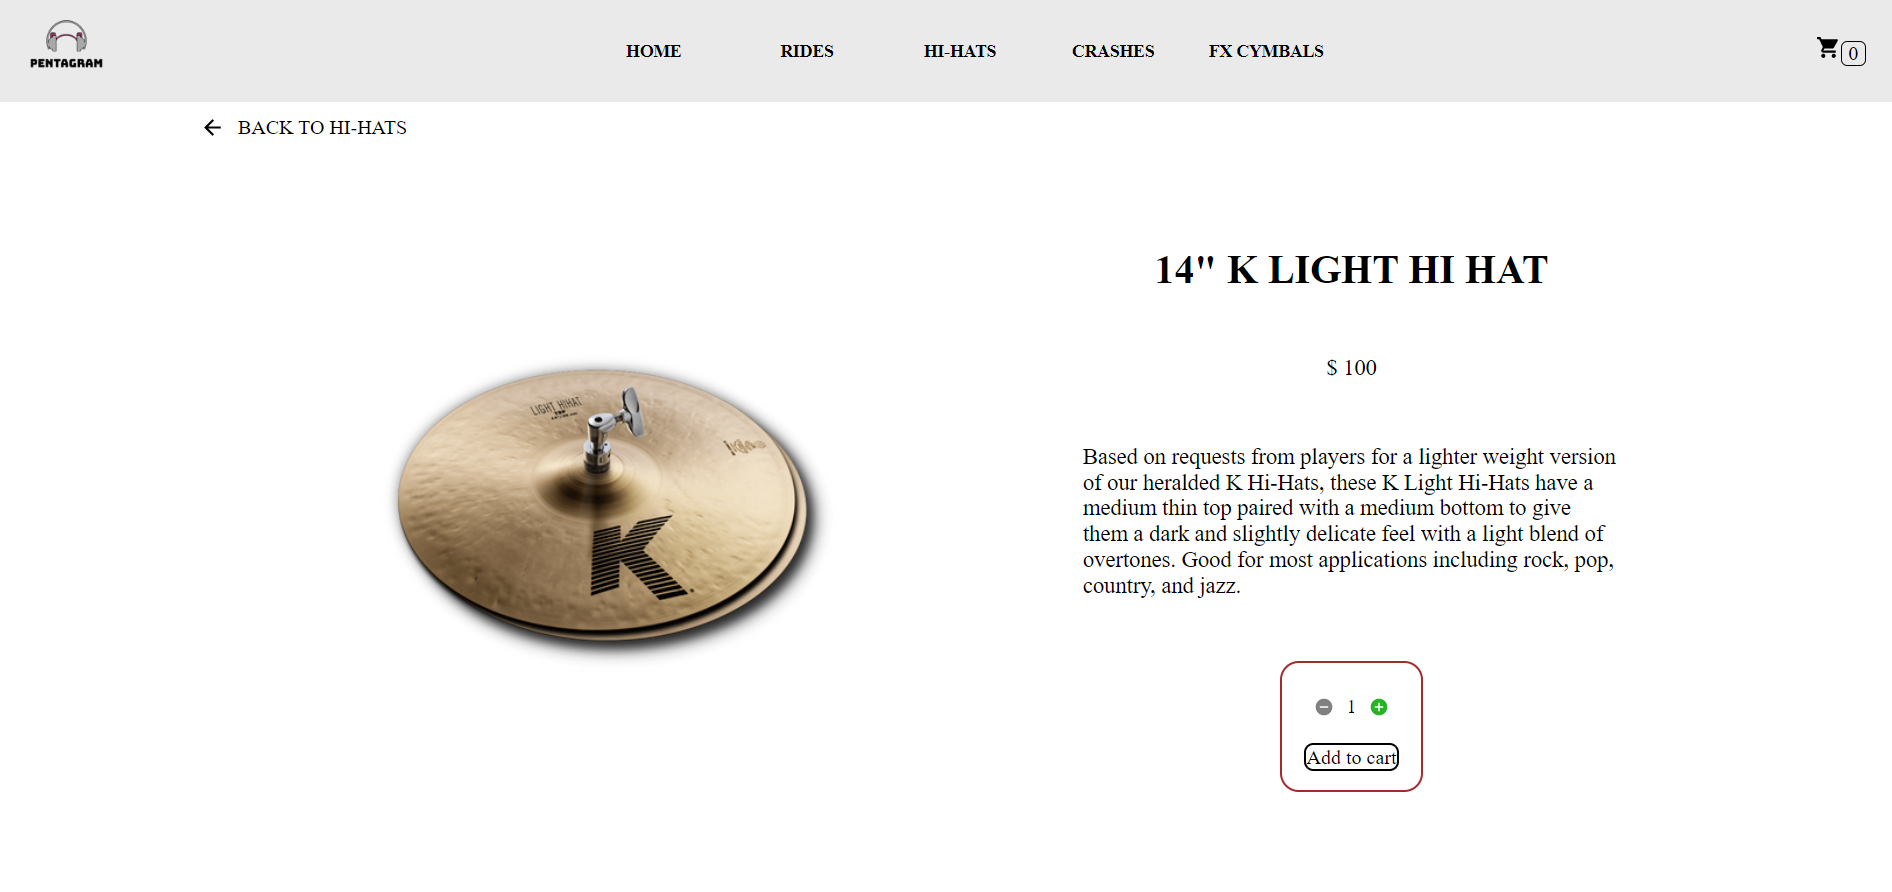 PENTAGRAM
HOME RIDES HI-HATS CRASHES FX CYMBALS
0
BACK TO HI-HATS
14" K LIGHT HI HAT
$ 100
LIGHT HIHAT
TOP
K
Based on requests from players for a lighter weight version
of our heralded K Hi-Hats, these K Light Hi-Hats have a
medium thin top paired with a medium bottom to give
them a dark and slightly delicate feel with a light blend of
overtones. Good for most applications including rock, pop,
country, and jazz.
1
Add to cart